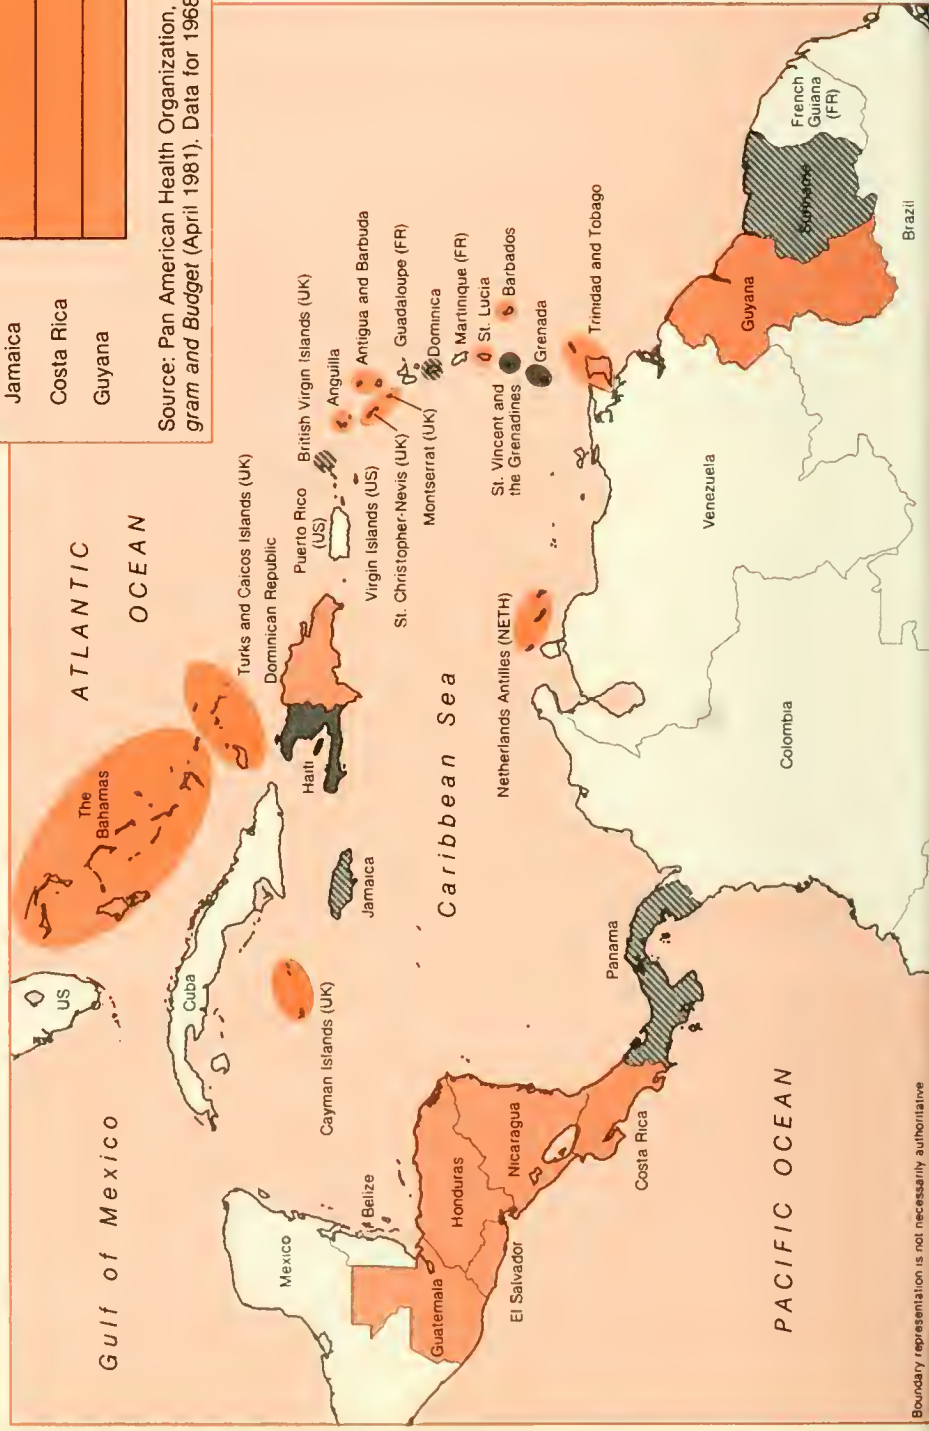 Jamaica
Costa Rica
Guyana
Source: Pan American Health Organization,
gram and Budget (April 1981). Data for 1968
Gulf of Mexico
ATLANTIC
OCEAN
US
The
Bahamas
Cuba
Turks and Caicos Islands (UK)
Dominican Republic
Haiti
Puerto Rico
(US)
British Virgin Islands (UK)
Anguilla
Antigua and Barbuda
Virgin Islands (US)
St. Christopher-Nevis (UK)
Montserrat (UK)
Guadaloupe (FR)
Dominica
Martinique (FR)
St. Lucia
St. Vincent and
the Grenadines
Barbados
Grenada
Trinidad and Tobago
Cayman Islands (UK)
Jamaica
Caribbean Sea
Netherlands Antilles (NETH)
Mexico
Belize
Guatemala
Honduras
El Salvador
Nicaragua
Costa Rica
Panama
Colombia
Venezuela
Guyana
Suriname
French
Guiana
(FR)
Brazil
PACIFIC OCEAN
Boundary representation is not necessarily authoritative